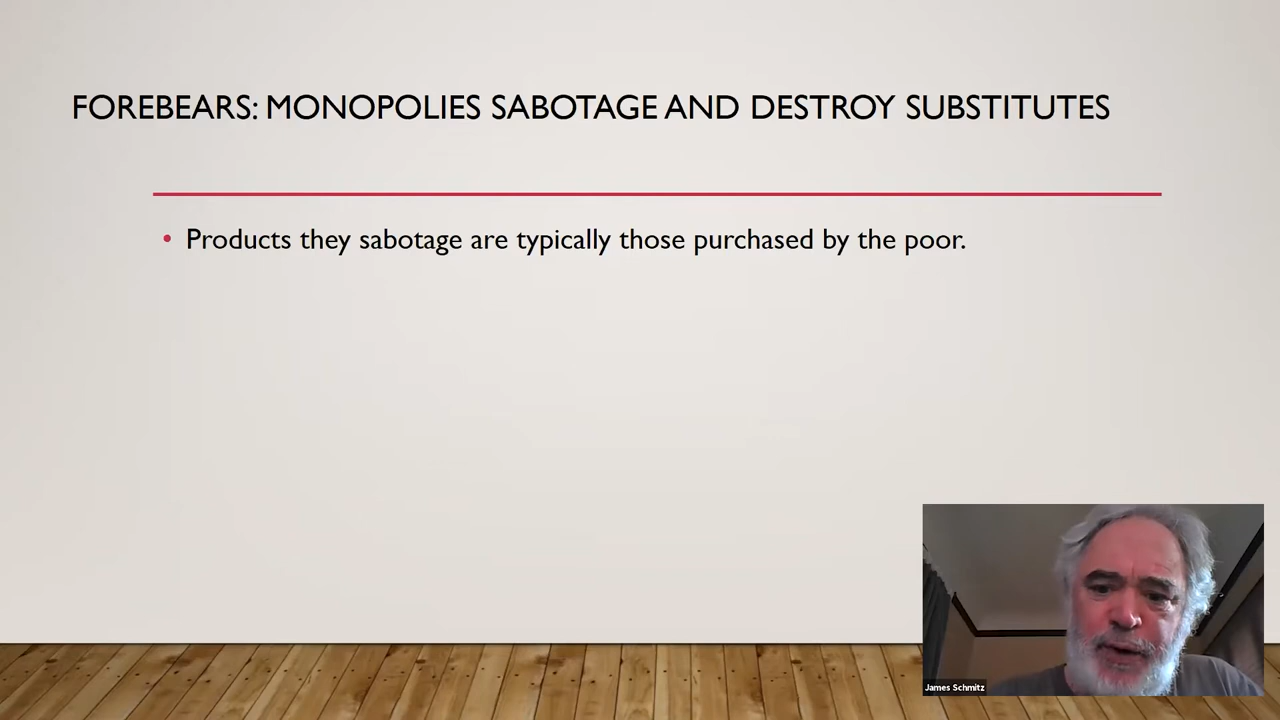 FOREBEARS: MONOPOLIES SABOTAGE AND DESTROY SUBSTITUTES
• Products they sabotage are typically those purchased by the poor.
James Schmitz